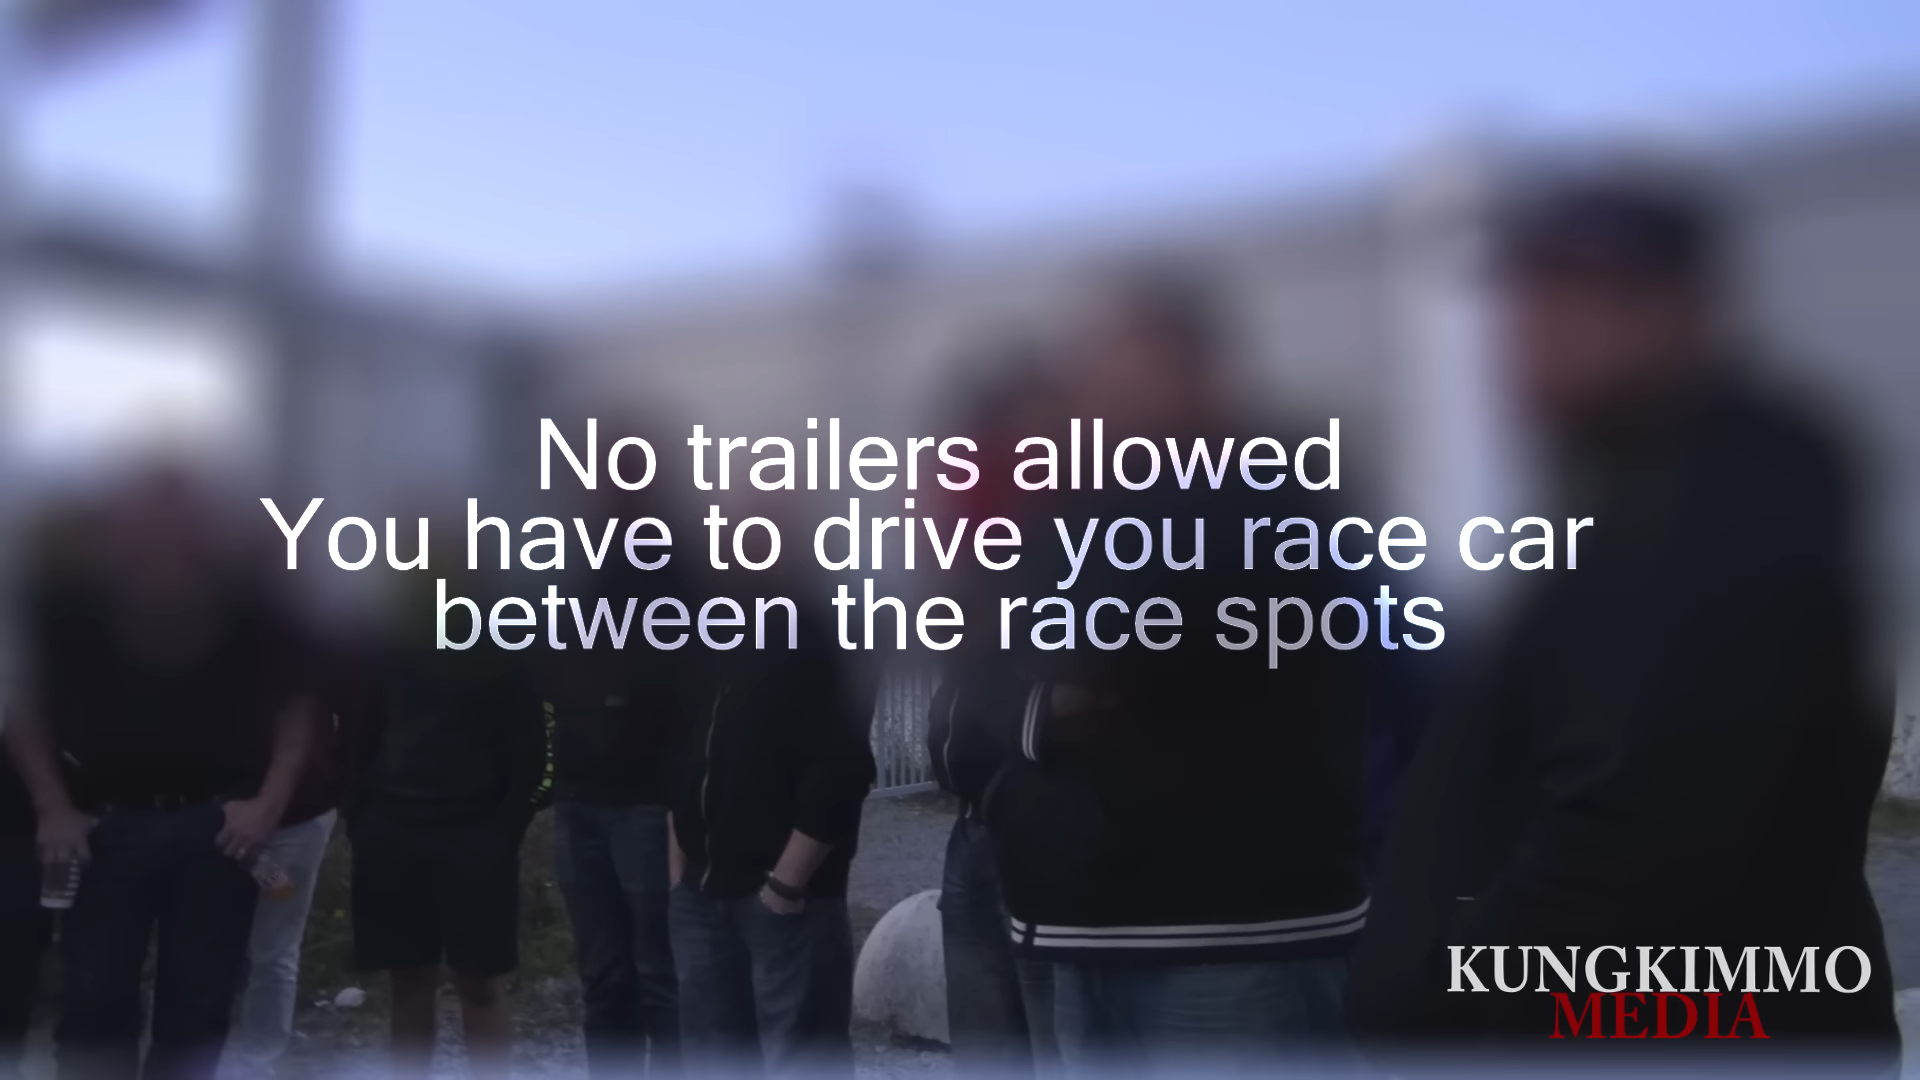 No trailers allowed
You have to drive you race car
between the race spots
KUNGKIMMO
MEDIA